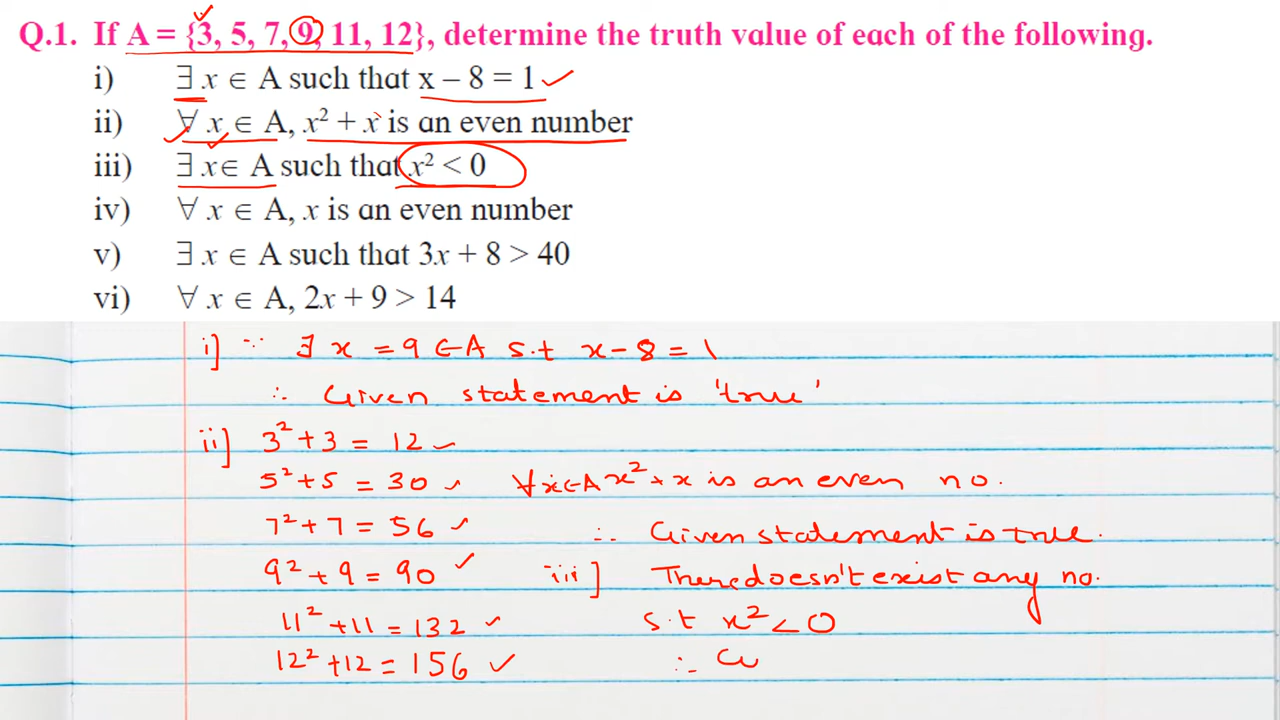 Q.1. If A = {3, 5, 7, 9, 11, 12}, determine the truth value of each of the following.
i) ∃ x ∈ A such that x – 8 = 1
ii) ∀ x ∈ A, x² + x is an even number
iii) ∃ x ∈ A such that x² < 0
iv) ∀ x ∈ A, x is an even number
v) ∃ x ∈ A such that 3x + 8 > 40
vi) ∀ x ∈ A, 2x + 9 > 14
i] ∵ ∃ x = 9 ∈ A s.t x – 8 = 1
∴ Given statement is 'true'
ii] 3² + 3 = 12
5² + 5 = 30
7² + 7 = 56
9² + 9 = 90
11² + 11 = 132
12² + 12 = 156
∀x∈A x² + x is an even no.
∴ Given statement is true.
iii] There doesn't exist any no.
s.t x² < 0
∴